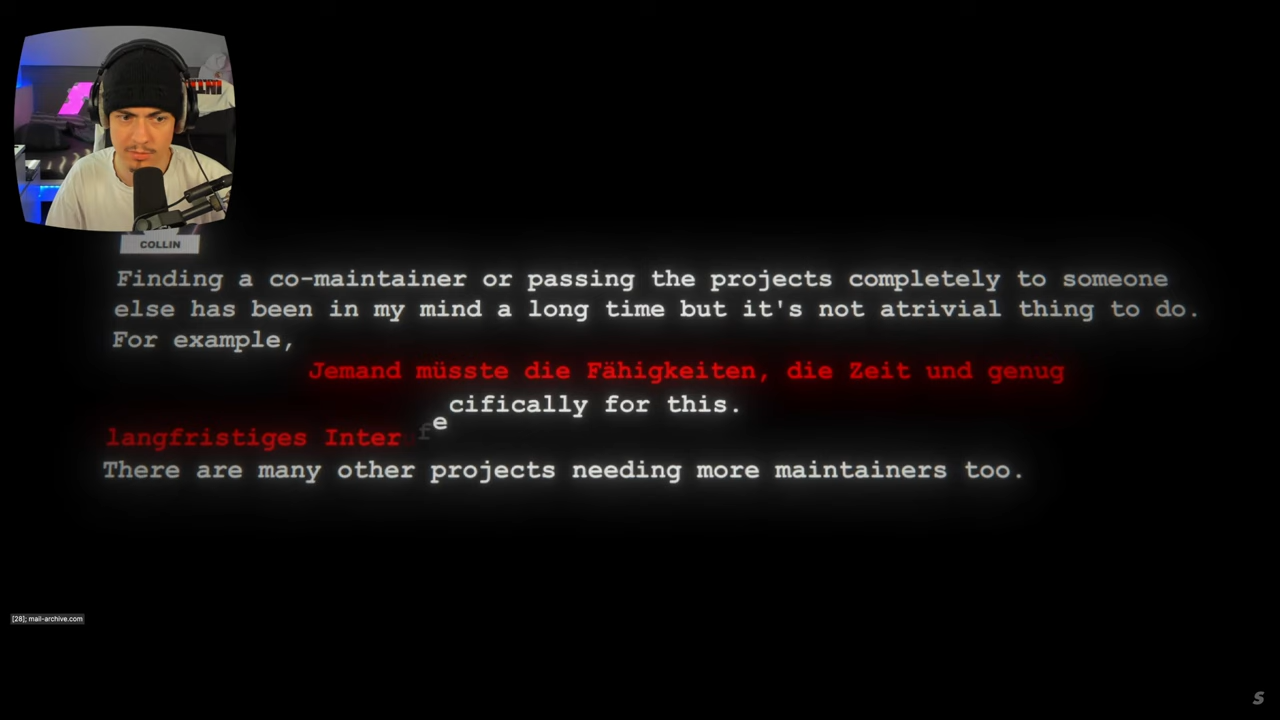 COLLIN
Finding a co-maintainer or passing the projects completely to someone
else has been in my mind a long time but it's not atrivial thing to do.
For example,
Jemand müsste die Fähigkeiten, die Zeit und genug
cifically for this.
langfristiges Inter
There are many other projects needing more maintainers too.
[28]; mail-archive.com
S